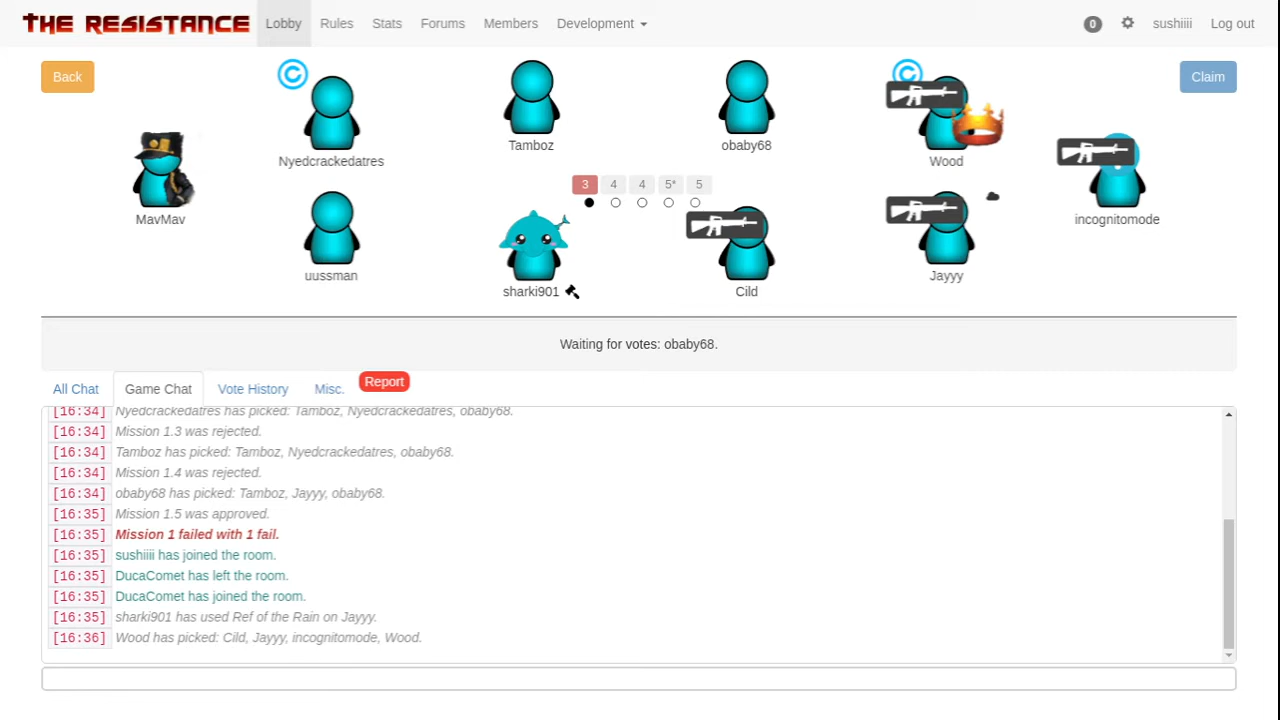 THE RESISTANCE Lobby Rules Stats Forums Members Development 0 sushiiii Log out
Back
Claim
Nyedcrackedatres
Tamboz
obaby68
Wood
MavMav
incognitomode
3 4 4 5* 5
uussman
sharki901
Cild
Jayyy
Waiting for votes: obaby68.
All Chat Game Chat Vote History Misc. Report
[16:34] Nyedcrackedatres has picked: Tamboz, Nyedcrackedatres, obaby68.
[16:34] Mission 1.3 was rejected.
[16:34] Tamboz has picked: Tamboz, Nyedcrackedatres, obaby68.
[16:34] Mission 1.4 was rejected.
[16:34] obaby68 has picked: Tamboz, Jayyy, obaby68.
[16:35] Mission 1.5 was approved.
[16:35] Mission 1 failed with 1 fail.
[16:35] sushiiii has joined the room.
[16:35] DucaComet has left the room.
[16:35] DucaComet has joined the room.
[16:35] sharki901 has used Ref of the Rain on Jayyy.
[16:36] Wood has picked: Cild, Jayyy, incognitomode, Wood.